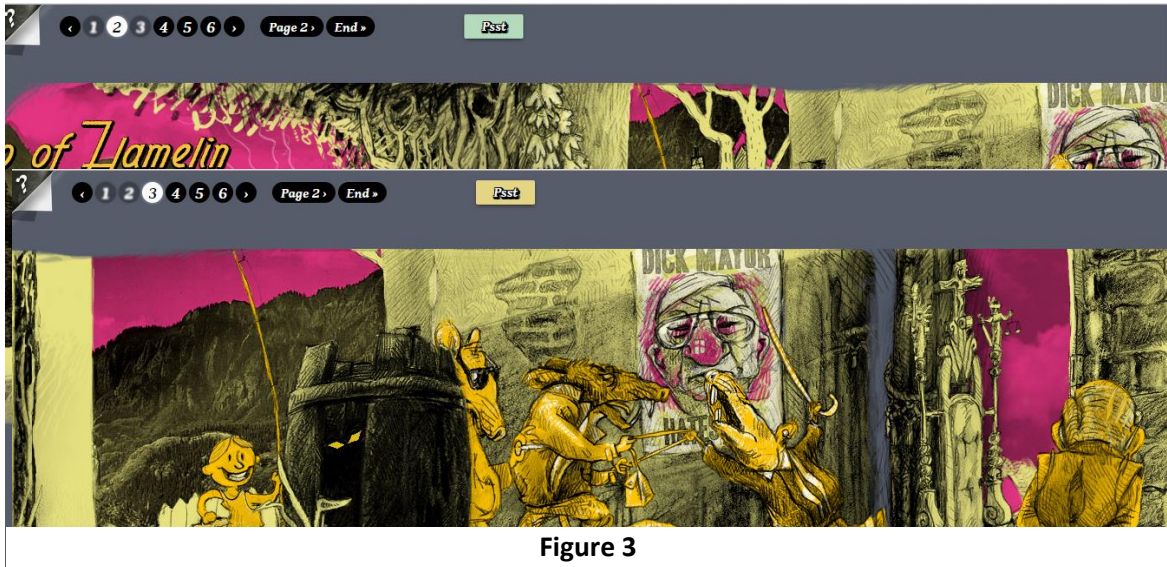 ? ‹ 1 2 3 4 5 6 › Page 2 › End » Psst
DICK MAYOR
of Hamelin
? ‹ 1 2 3 4 5 6 › Page 2 › End » Psst
DICK MAYOR
Figure 3